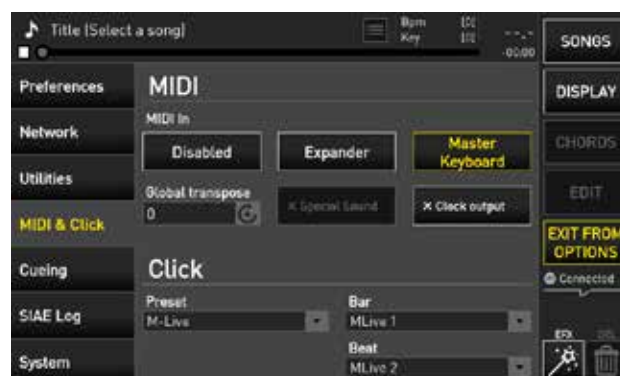 Title (Select a song)
Bpm
Key
--.-
-00:00
SONGS
Preferences
MIDI
DISPLAY
MIDI In
Network
Disabled
Expander
Master Keyboard
CHORDS
Utilities
Global transpose
0
× Special Sound
× Clock output
EDIT
MIDI & Click
EXIT FROM OPTIONS
Cueing
Click
Connected
Preset
Bar
SIAE Log
M-Live
MLive 1
EFX
DEL
Beat
System
MLive 2